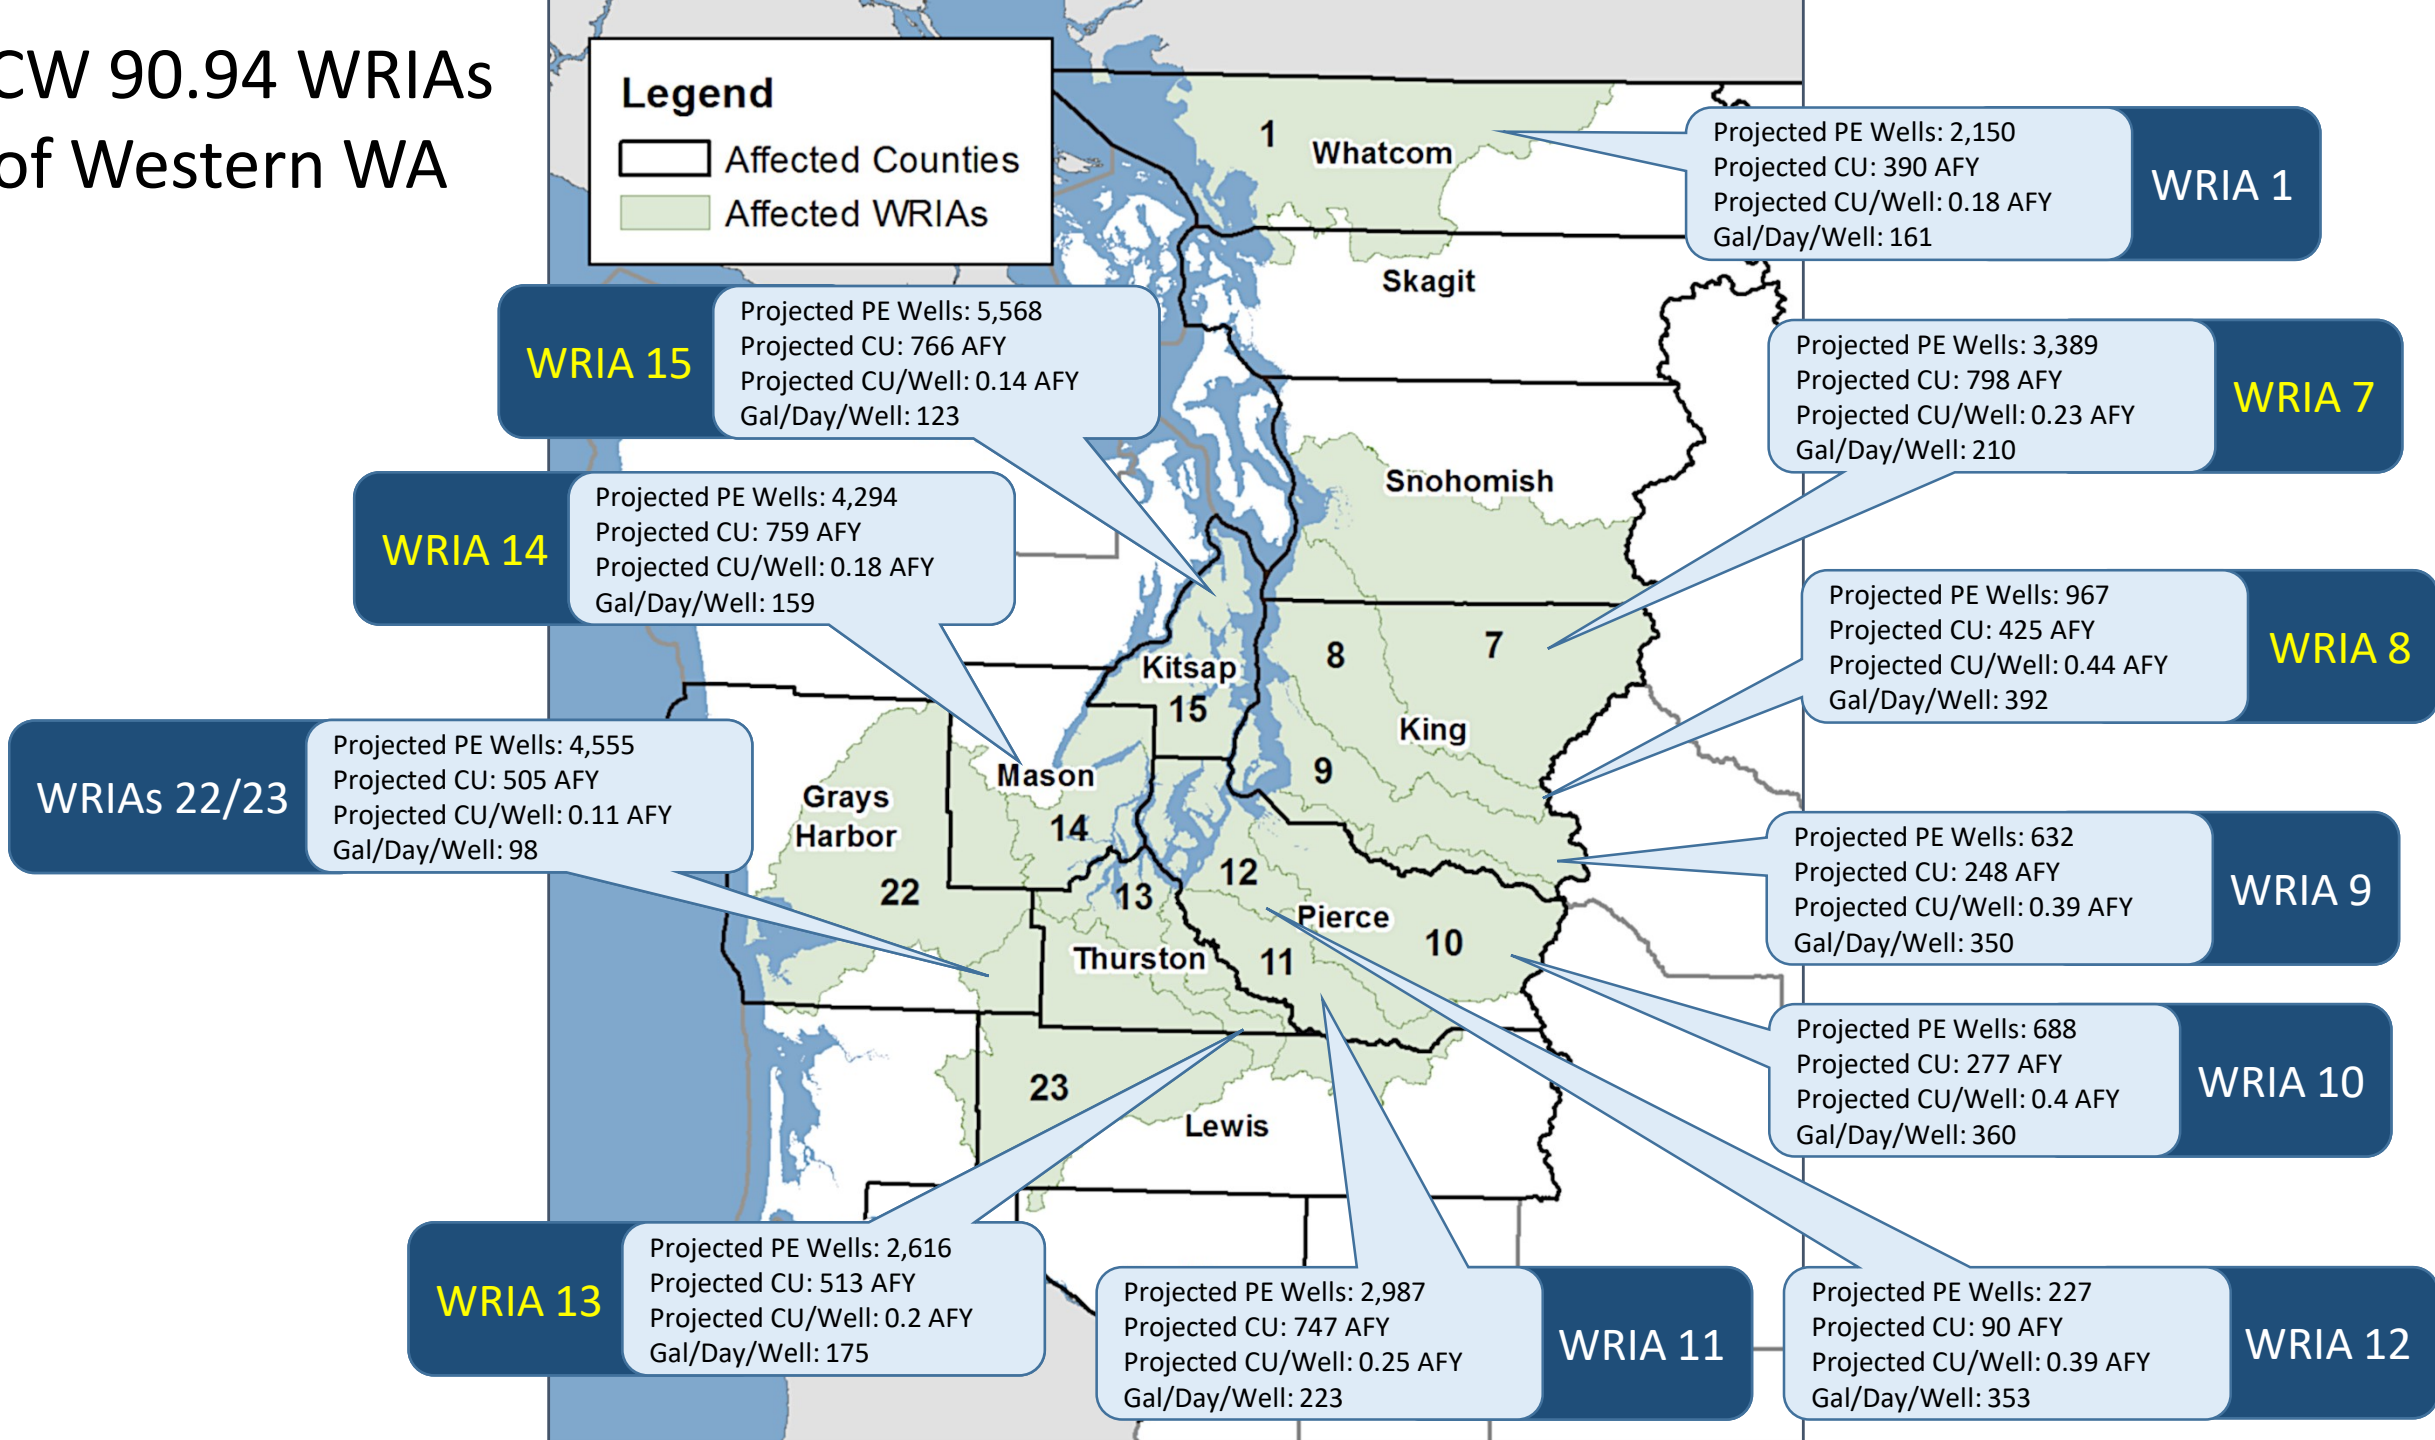 CW 90.94 WRIAs
of Western WA
Legend
Affected Counties
Affected WRIAs
1
Whatcom
Skagit
Snohomish
8
7
Kitsap
15
King
9
Mason
14
Grays
Harbor
22
13
12
Pierce
10
11
Thurston
23
Lewis
Projected PE Wells: 2,150
Projected CU: 390 AFY
Projected CU/Well: 0.18 AFY
Gal/Day/Well: 161
WRIA 1
WRIA 15
Projected PE Wells: 5,568
Projected CU: 766 AFY
Projected CU/Well: 0.14 AFY
Gal/Day/Well: 123
Projected PE Wells: 3,389
Projected CU: 798 AFY
Projected CU/Well: 0.23 AFY
Gal/Day/Well: 210
WRIA 7
WRIA 14
Projected PE Wells: 4,294
Projected CU: 759 AFY
Projected CU/Well: 0.18 AFY
Gal/Day/Well: 159
Projected PE Wells: 967
Projected CU: 425 AFY
Projected CU/Well: 0.44 AFY
Gal/Day/Well: 392
WRIA 8
WRIAs 22/23
Projected PE Wells: 4,555
Projected CU: 505 AFY
Projected CU/Well: 0.11 AFY
Gal/Day/Well: 98
Projected PE Wells: 632
Projected CU: 248 AFY
Projected CU/Well: 0.39 AFY
Gal/Day/Well: 350
WRIA 9
Projected PE Wells: 688
Projected CU: 277 AFY
Projected CU/Well: 0.4 AFY
Gal/Day/Well: 360
WRIA 10
WRIA 13
Projected PE Wells: 2,616
Projected CU: 513 AFY
Projected CU/Well: 0.2 AFY
Gal/Day/Well: 175
Projected PE Wells: 2,987
Projected CU: 747 AFY
Projected CU/Well: 0.25 AFY
Gal/Day/Well: 223
WRIA 11
Projected PE Wells: 227
Projected CU: 90 AFY
Projected CU/Well: 0.39 AFY
Gal/Day/Well: 353
WRIA 12